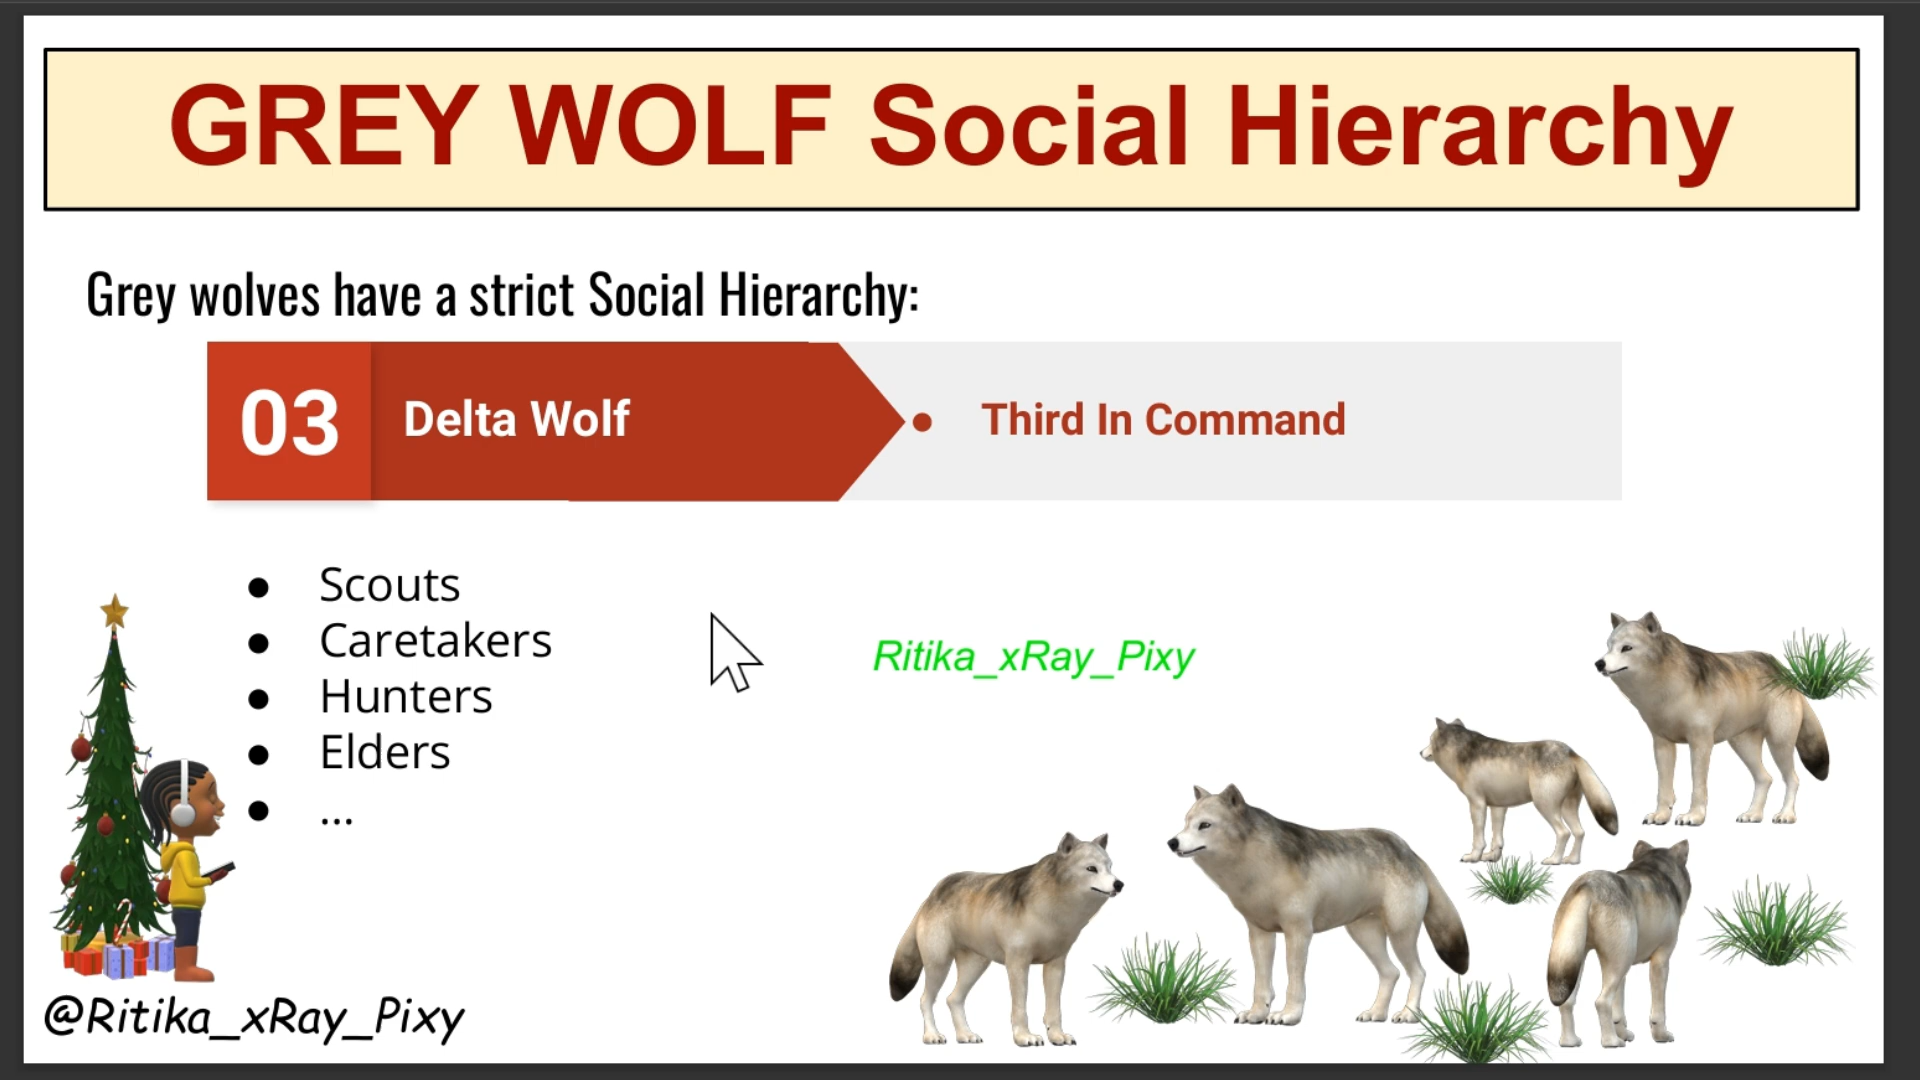 GREY WOLF Social Hierarchy
Grey wolves have a strict Social Hierarchy:
03 Delta Wolf ● Third In Command
● Scouts
● Caretakers
● Hunters
● Elders
● ...
Ritika_xRay_Pixy
@Ritika_xRay_Pixy